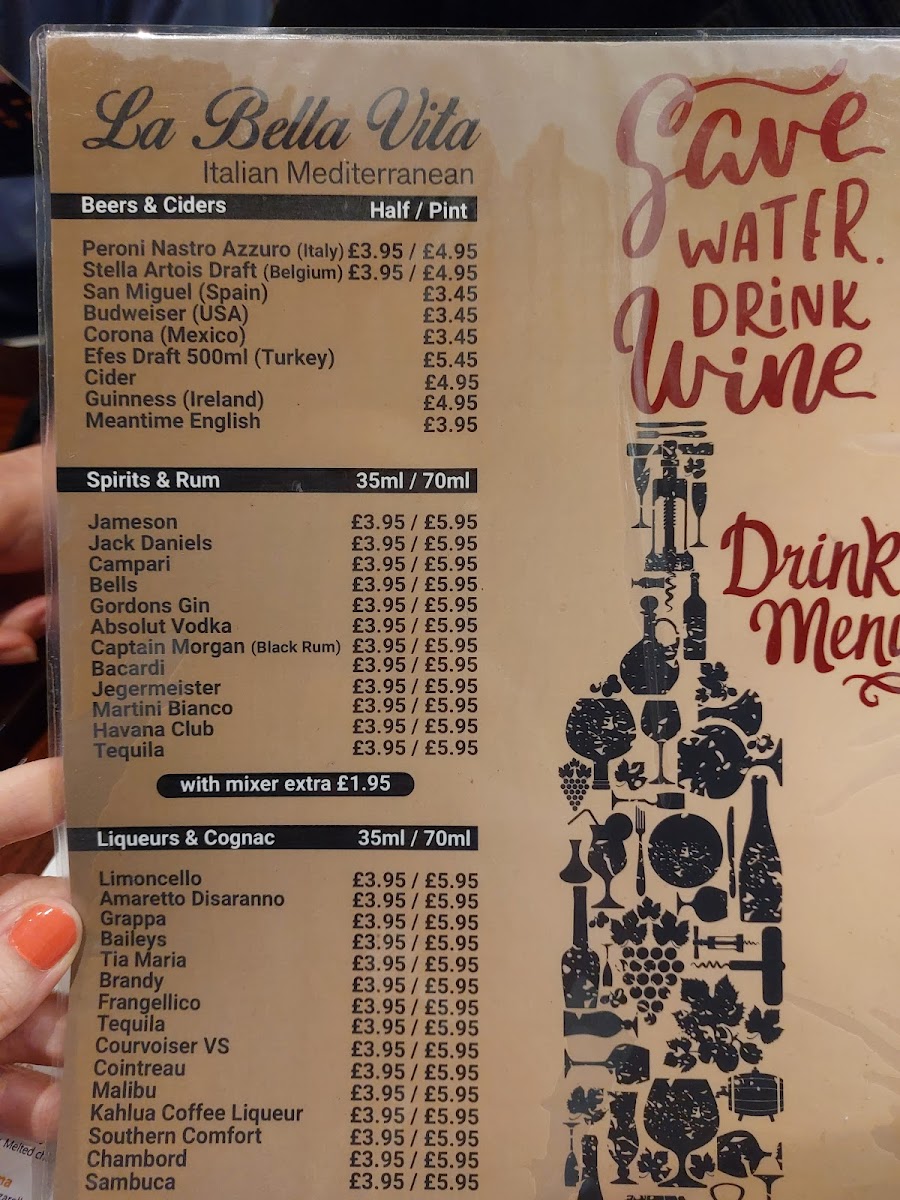 La Bella Vita
Italian Mediterranean
Beers & Ciders Half / Pint
Peroni Nastro Azzuro (Italy) £3.95 / £4.95
Stella Artois Draft (Belgium) £3.95 / £4.95
San Miguel (Spain) £3.45
Budweiser (USA) £3.45
Corona (Mexico) £3.45
Efes Draft 500ml (Turkey) £5.45
Cider £4.95
Guinness (Ireland) £4.95
Meantime English £3.95
Spirits & Rum 35ml / 70ml
Jameson £3.95 / £5.95
Jack Daniels £3.95 / £5.95
Campari £3.95 / £5.95
Bells £3.95 / £5.95
Gordons Gin £3.95 / £5.95
Absolut Vodka £3.95 / £5.95
Captain Morgan (Black Rum) £3.95 / £5.95
Bacardi £3.95 / £5.95
Jegermeister £3.95 / £5.95
Martini Bianco £3.95 / £5.95
Havana Club £3.95 / £5.95
Tequila £3.95 / £5.95
with mixer extra £1.95
Liqueurs & Cognac 35ml / 70ml
Limoncello £3.95 / £5.95
Amaretto Disaranno £3.95 / £5.95
Grappa £3.95 / £5.95
Baileys £3.95 / £5.95
Tia Maria £3.95 / £5.95
Brandy £3.95 / £5.95
Frangellico £3.95 / £5.95
Tequila £3.95 / £5.95
Courvoiser VS £3.95 / £5.95
Cointreau £3.95 / £5.95
Malibu £3.95 / £5.95
Kahlua Coffee Liqueur £3.95 / £5.95
Southern Comfort £3.95 / £5.95
Chambord £3.95 / £5.95
Sambuca £3.95 / £5.95
Save
WATER.
DRINK
Wine
Drink
Menu
Melted